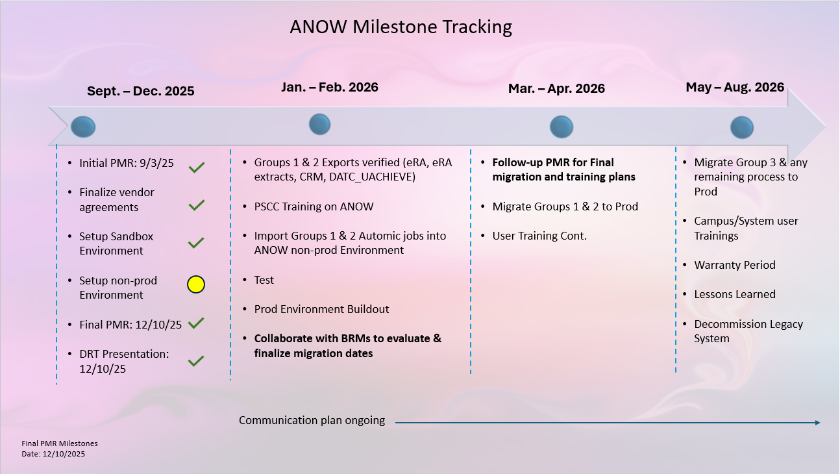 ANOW Milestone Tracking
Sept. – Dec. 2025
Jan. – Feb. 2026
Mar. – Apr. 2026
May – Aug. 2026
• Initial PMR: 9/3/25
• Finalize vendor
agreements
• Setup Sandbox
Environment
• Setup non-prod
Environment
• Final PMR: 12/10/25
• DRT Presentation:
12/10/25
• Groups 1 & 2 Exports verified (eRA, eRA
extracts, CRM, DATC_UACHIEVE)
• PSCC Training on ANOW
• Import Groups 1 & 2 Automic jobs into
ANOW non-prod Environment
• Test
• Prod Environment Buildout
• Collaborate with BRMs to evaluate &
finalize migration dates
• Follow-up PMR for Final
migration and training plans
• Migrate Groups 1 & 2 to Prod
• User Training Cont.
• Migrate Group 3 & any
remaining process to
Prod
• Campus/System user
Trainings
• Warranty Period
• Lessons Learned
• Decommission Legacy
System
Communication plan ongoing
Final PMR Milestones
Date: 12/10/2025